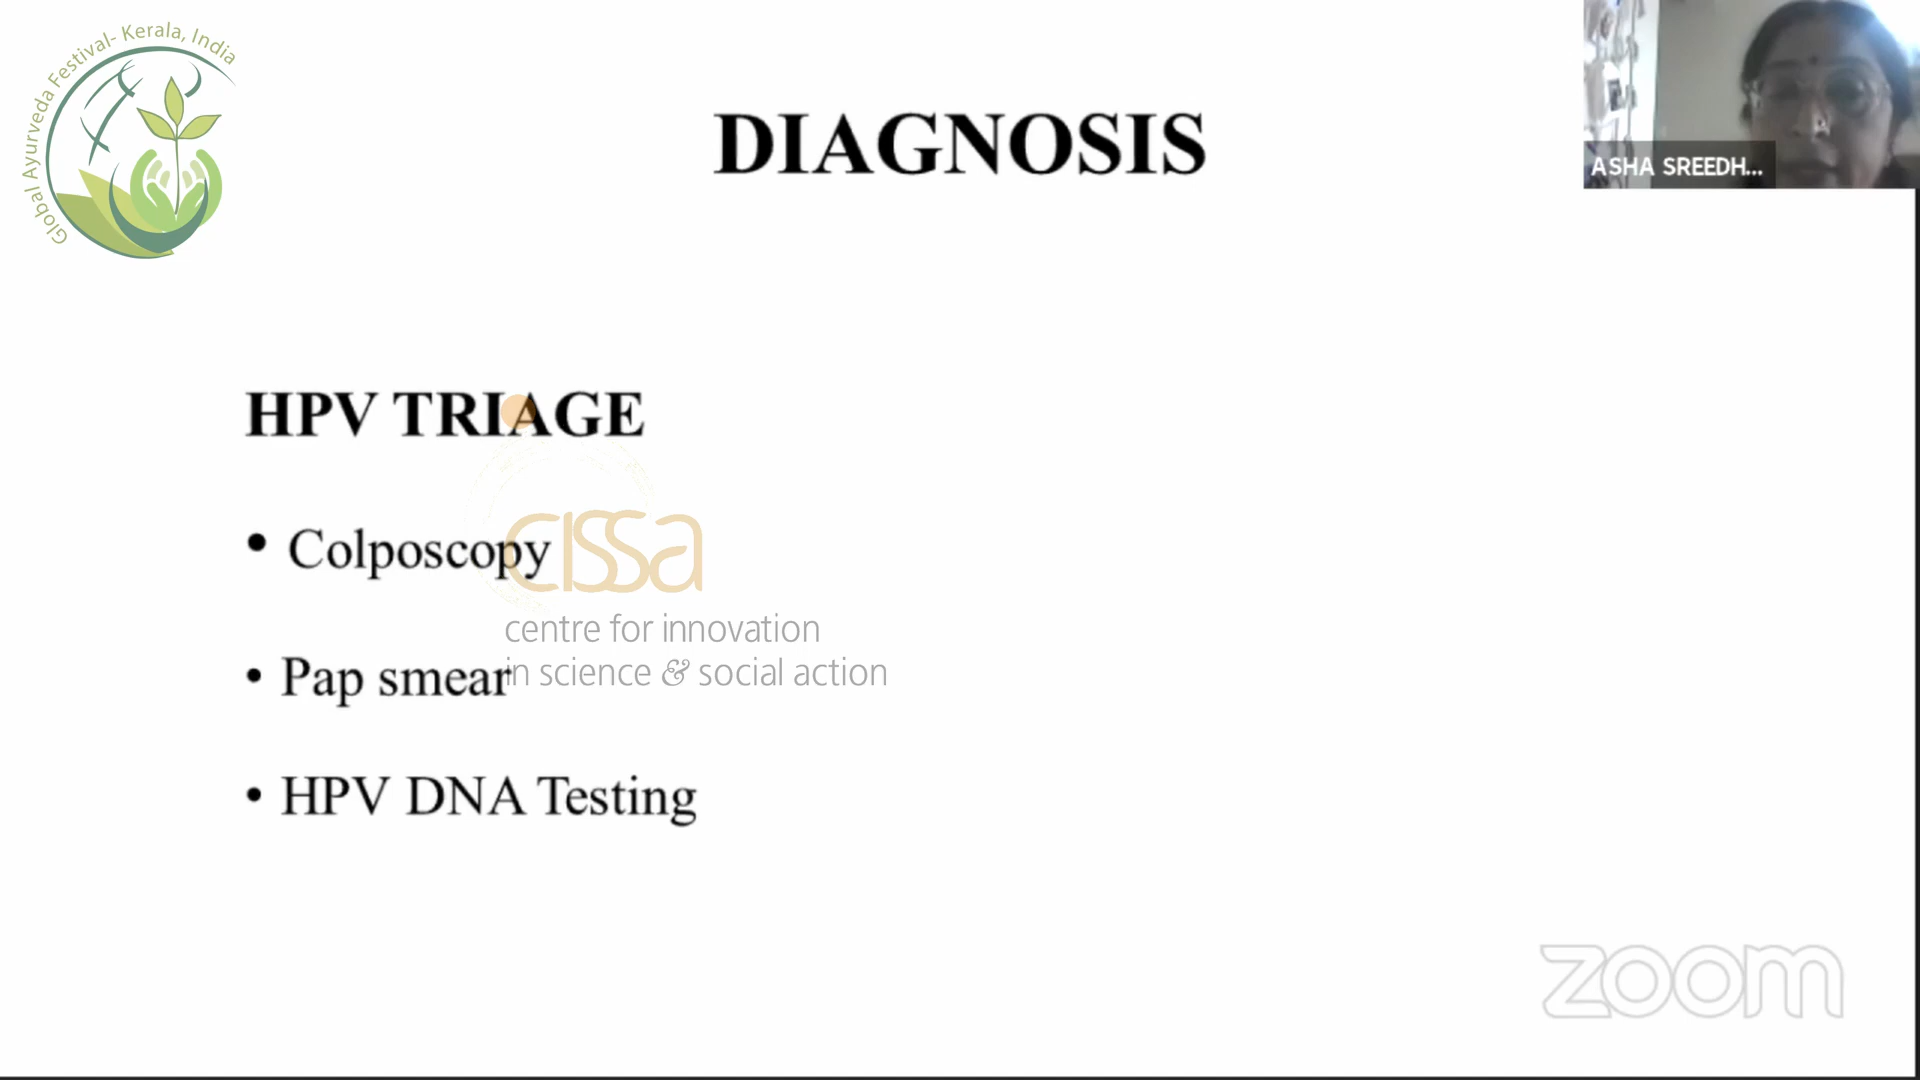 Global Ayurveda Festival- Kerala, India
DIAGNOSIS
ASHA SREEDH...
HPV TRIAGE
• Colposcopy
cissa
centre for innovation
in science & social action
• Pap smear
• HPV DNA Testing
zoom